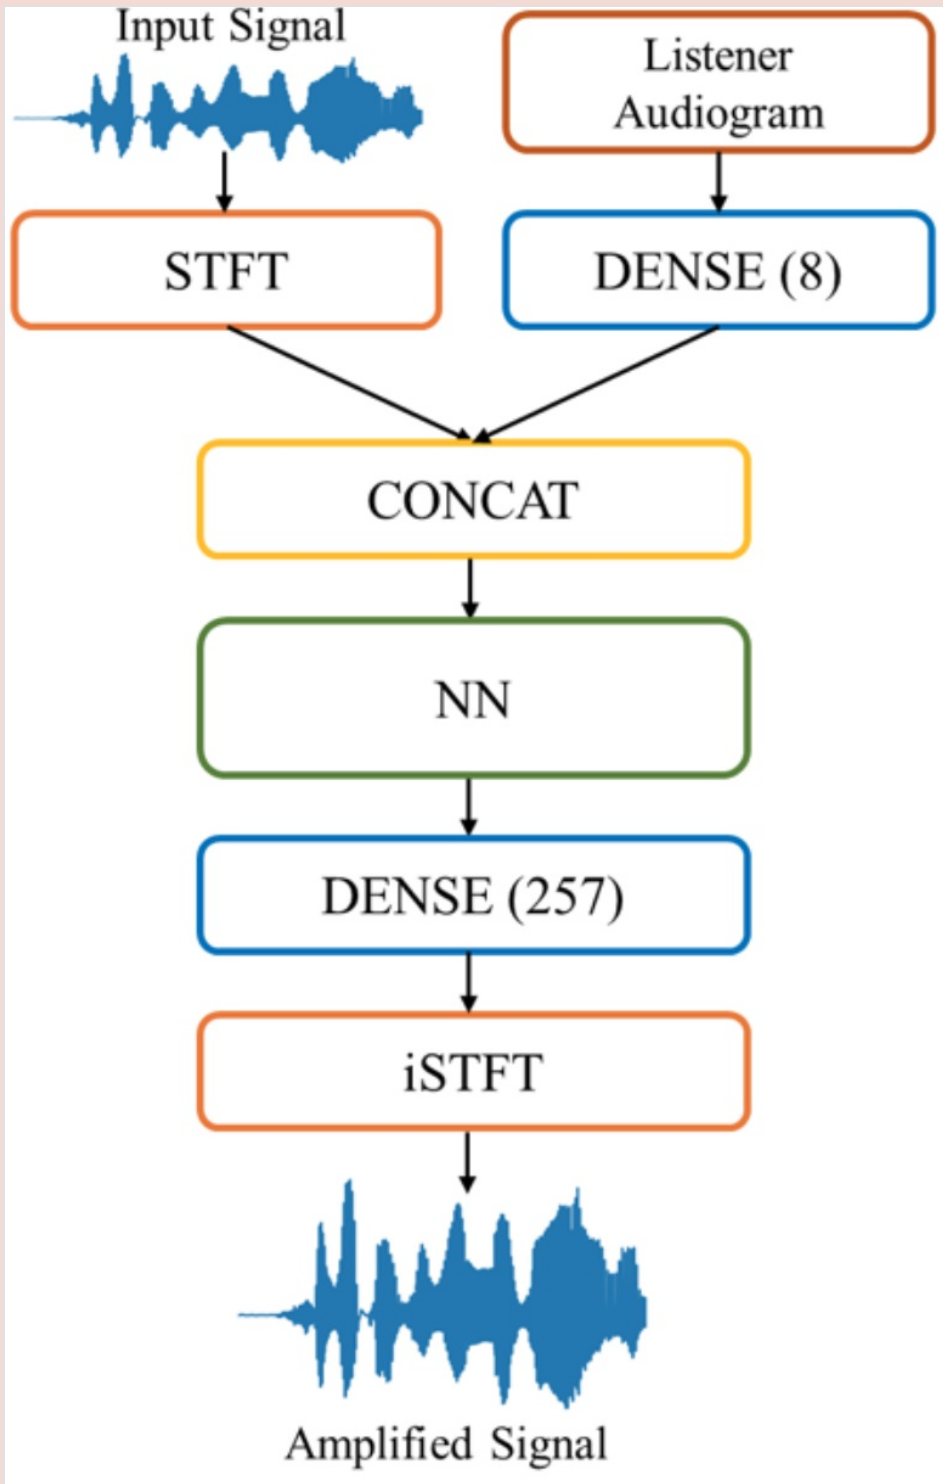 Input Signal
Listener
Audiogram
STFT
DENSE (8)
CONCAT
NN
DENSE (257)
iSTFT
Amplified Signal